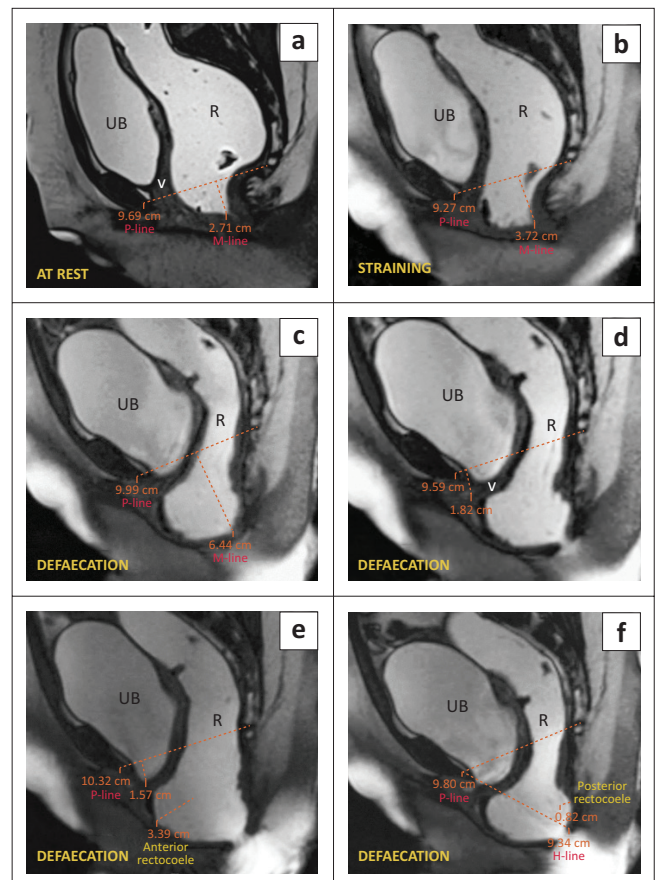 a
UB
R
V
9.69 cm
P-line
2.71 cm
M-line
AT REST
b
UB
R
9.27 cm
P-line
3.72 cm
M-line
STRAINING
c
UB
R
9.99 cm
P-line
6.44 cm
M-line
DEFAECATION
d
UB
R
V
9.59 cm
1.82 cm
DEFAECATION
e
UB
R
10.32 cm
P-line
1.57 cm
3.39 cm
Anterior
rectocoele
DEFAECATION
f
UB
R
9.80 cm
P-line
Posterior
rectocoele
0.82 cm
9.34 cm
H-line
DEFAECATION